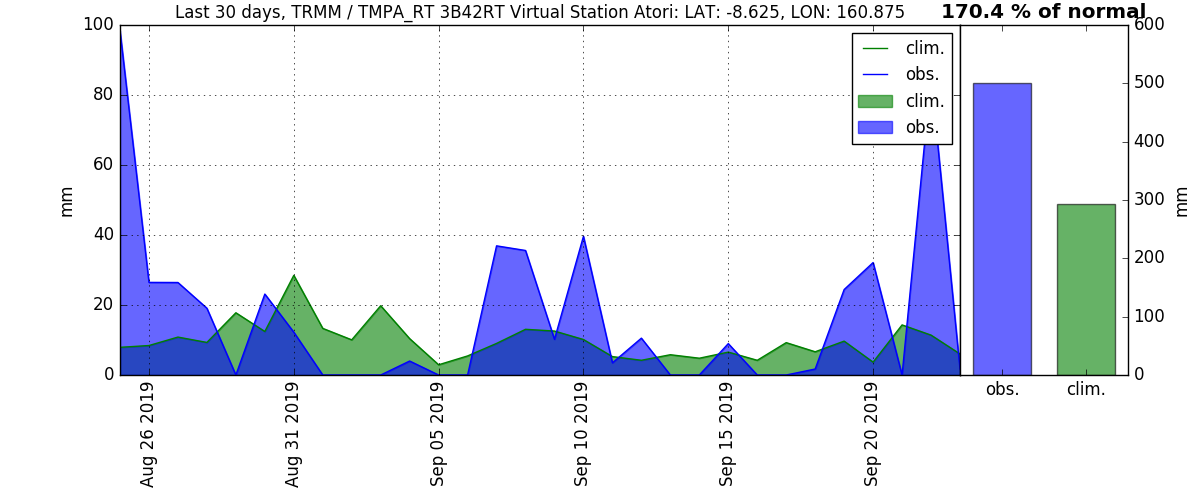 Last 30 days, TRMM / TMPA_RT 3B42RT Virtual Station Atori: LAT: -8.625, LON: 160.875
170.4 % of normal
100
80
60
40
20
0
mm
clim.
obs.
clim.
obs.
600
500
400
300
200
100
0
mm
obs.
clim.
Aug 26 2019
Aug 31 2019
Sep 05 2019
Sep 10 2019
Sep 15 2019
Sep 20 2019